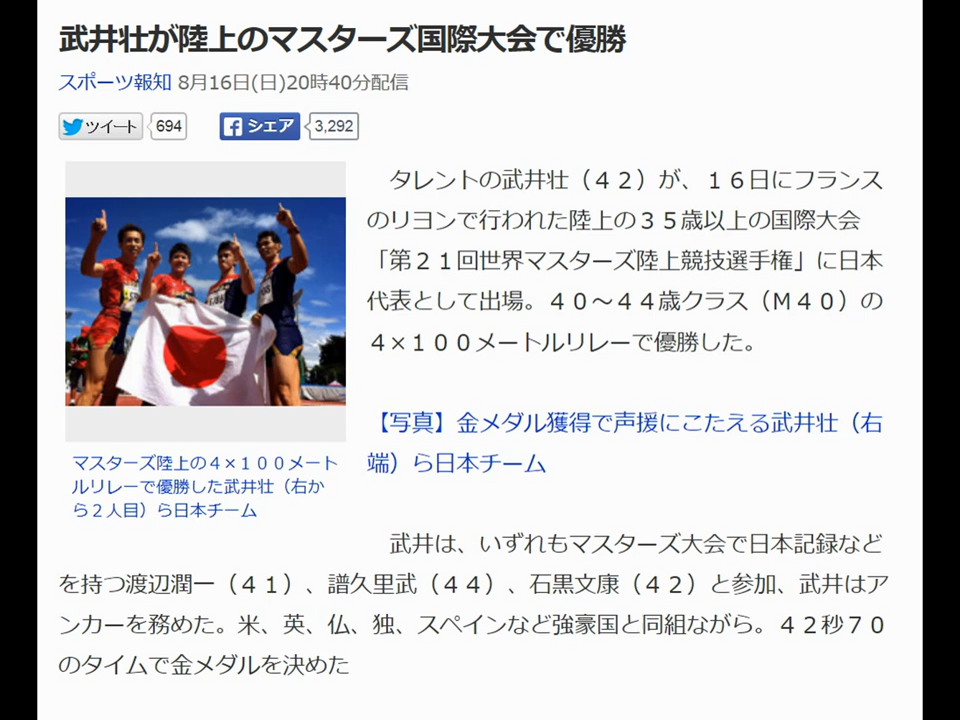 武井壮が陸上のマスターズ国際大会で優勝
スポーツ報知 8月16日(日)20時40分配信
ツイート 694 シェア 3,292
タレントの武井壮（４２）が、１６日にフランス
のリヨンで行われた陸上の３５歳以上の国際大会
「第２１回世界マスターズ陸上競技選手権」に日本
代表として出場。４０～４４歳クラス（Ｍ４０）の
４×１００メートルリレーで優勝した。
【写真】金メダル獲得で声援にこたえる武井壮（右
端）ら日本チーム
マスターズ陸上の４×１００メート
ルリレーで優勝した武井壮（右か
ら２人目）ら日本チーム
武井は、いずれもマスターズ大会で日本記録など
を持つ渡辺潤一（４１）、譜久里武（４４）、石黒文康（４２）と参加、武井はア
ンカーを務めた。米、英、仏、独、スペインなど強豪国と同組ながら。４２秒７０
のタイムで金メダルを決めた